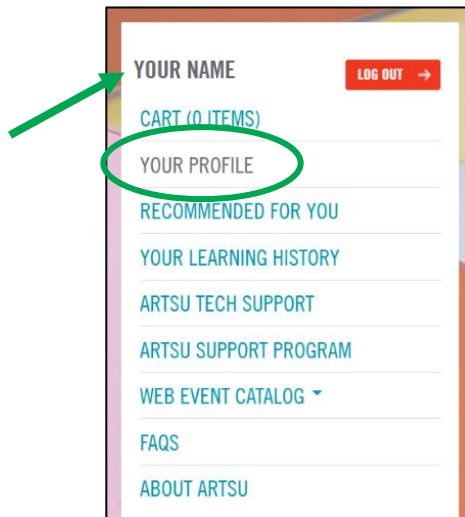 YOUR NAME
LOG OUT →
CART (0 ITEMS)
YOUR PROFILE
RECOMMENDED FOR YOU
YOUR LEARNING HISTORY
ARTSU TECH SUPPORT
ARTSU SUPPORT PROGRAM
WEB EVENT CATALOG
FAQS
ABOUT ARTSU